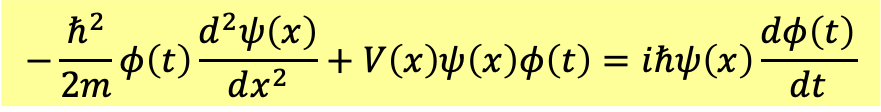 −ℏ²/2m ϕ(t) d²ψ(x)/dx² + V(x)ψ(x)ϕ(t) = iℏψ(x) dϕ(t)/dt